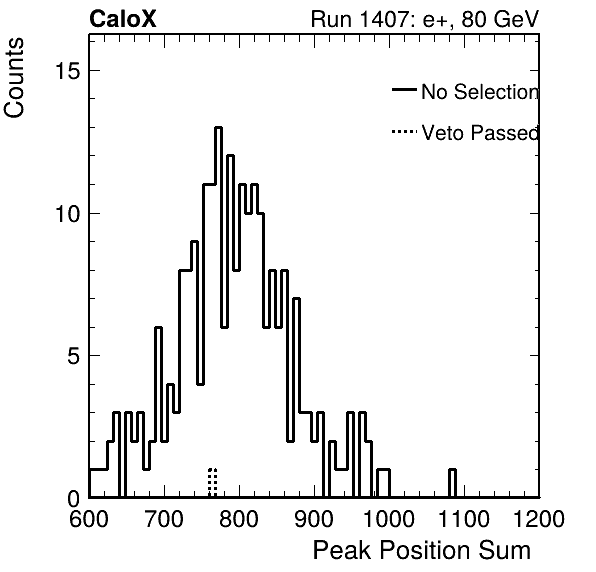 CaloX Run 1407: e+, 80 GeV
Counts
15
10
5
0
No Selection
Veto Passed
600 700 800 900 1000 1100 1200
Peak Position Sum